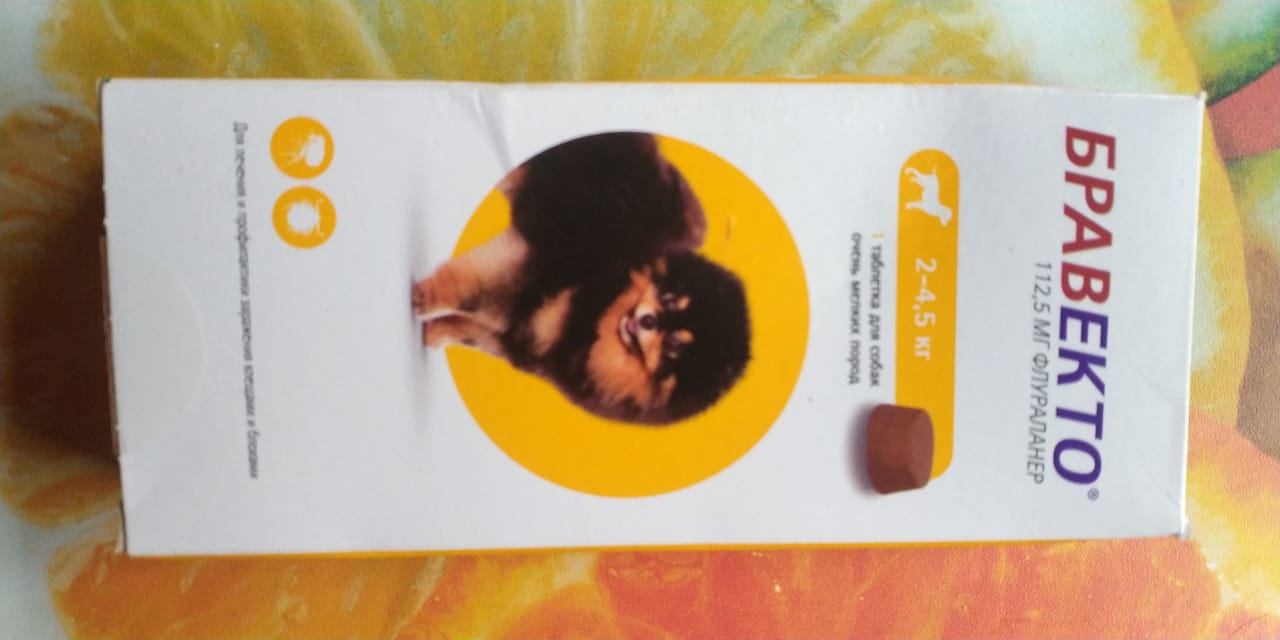 БРАВЕКТО®
112,5 МГ ФЛУРАЛАНЕР
2–4,5 кг
1 таблетка для собак
очень мелких пород
Для лечения и профилактики заражения клещами и блохами